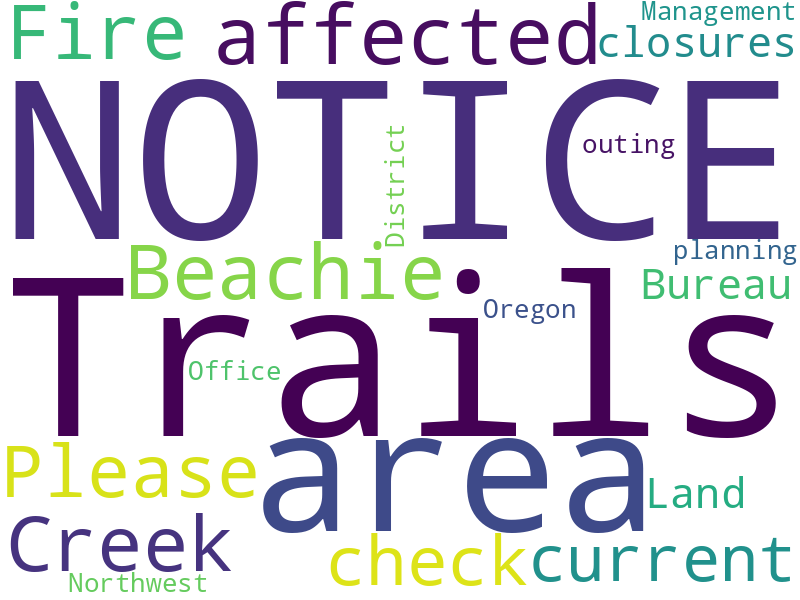 Management
Fire affected closures
NOTICE
outing
District
planning
Beachie Bureau
Trails
Oregon
Office
area
Please
Land
Creek check current
Northwest